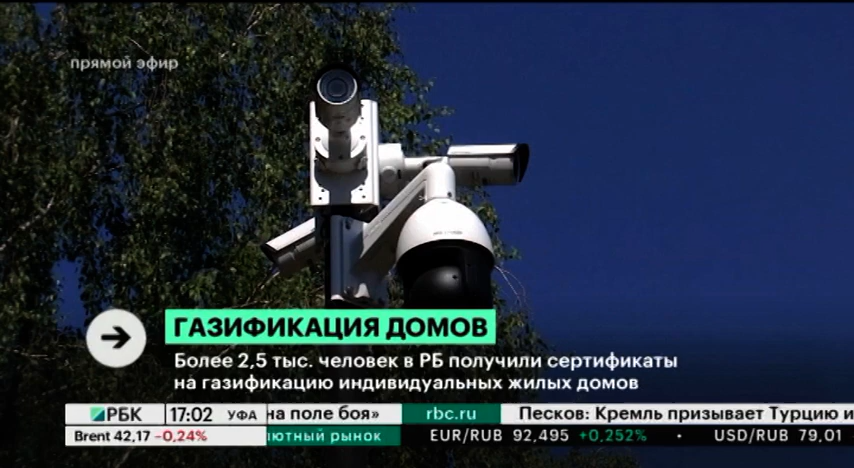 прямой эфир
ГАЗИФИКАЦИЯ ДОМОВ
Более 2,5 тыс. человек в РБ получили сертификаты
на газификацию индивидуальных жилых домов
РБК 17:02 УФА на поле боя» rbc.ru Песков: Кремль призывает Турцию и
Brent 42,17 -0,24% ютный рынок EUR/RUB 92,495 +0,252% • USD/RUB 79,01